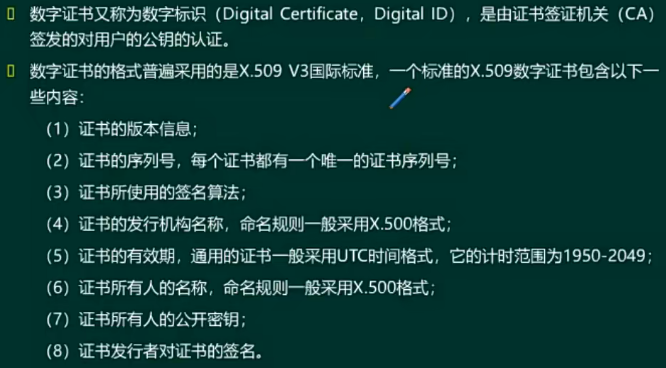 数字证书又称为数字标识（Digital Certificate，Digital ID），是由证书签证机关（CA）
签发的对用户的公钥的认证。
数字证书的格式普遍采用的是X.509 V3国际标准，一个标准的X.509数字证书包含以下一
些内容：
（1）证书的版本信息；
（2）证书的序列号，每个证书都有一个唯一的证书序列号；
（3）证书所使用的签名算法；
（4）证书的发行机构名称，命名规则一般采用X.500格式；
（5）证书的有效期，通用的证书一般采用UTC时间格式，它的计时范围为1950-2049；
（6）证书所有人的名称，命名规则一般采用X.500格式；
（7）证书所有人的公开密钥；
（8）证书发行者对证书的签名。